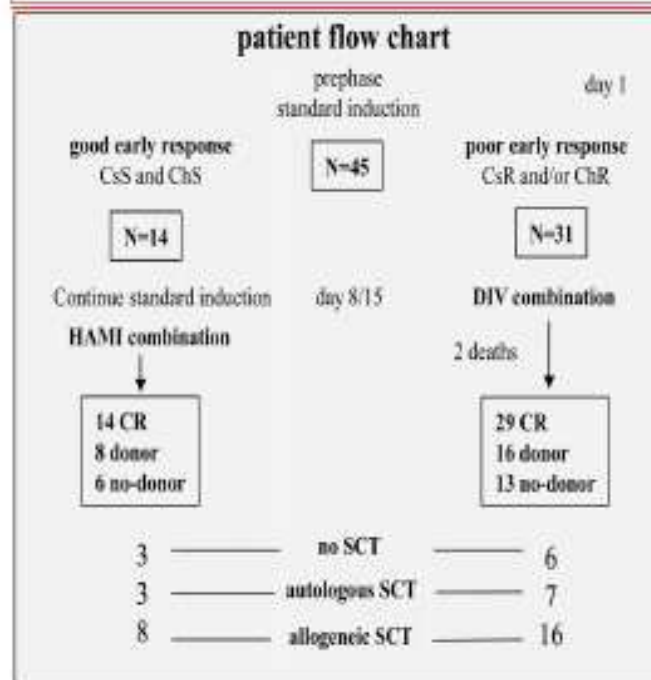 patient flow chart
prephase
standard induction
day 1
good early response
CsS and ChS
N=45
poor early response
CsR and/or ChR
N=14
N=31
Continue standard induction
day 8/15
DIV combination
HAMI combination
2 deaths
14 CR
8 donor
6 no-donor
29 CR
16 donor
13 no-donor
3 no SCT 6
3 autologous SCT 7
8 allogeneic SCT 16